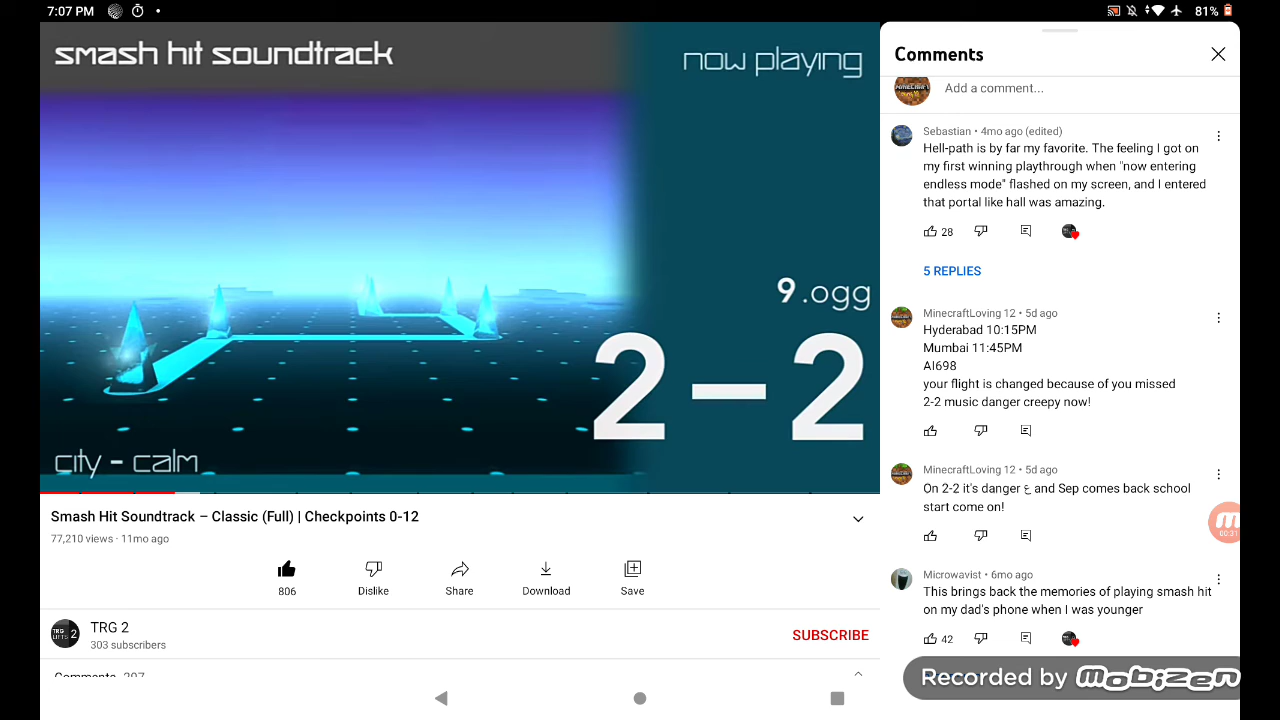 7:07 PM
81%
smash hit soundtrack
now playing
9.ogg
2-2
city - calm
Smash Hit Soundtrack – Classic (Full) | Checkpoints 0-12
77,210 views · 11mo ago
806
Dislike
Share
Download
Save
TRG 2
303 subscribers
SUBSCRIBE
Comments
Add a comment...
Sebastian • 4mo ago (edited)
Hell-path is by far my favorite. The feeling I got on
my first winning playthrough when "now entering
endless mode" flashed on my screen, and I entered
that portal like hall was amazing.
28
5 REPLIES
MinecraftLoving 12 • 5d ago
Hyderabad 10:15PM
Mumbai 11:45PM
AI698
your flight is changed because of you missed
2-2 music danger creepy now!
MinecraftLoving 12 • 5d ago
On 2-2 it's danger غ and Sep comes back school
start come on!
Microwavist • 6mo ago
This brings back the memories of playing smash hit
on my dad's phone when I was younger
42
00:31
Recorded by mobizen